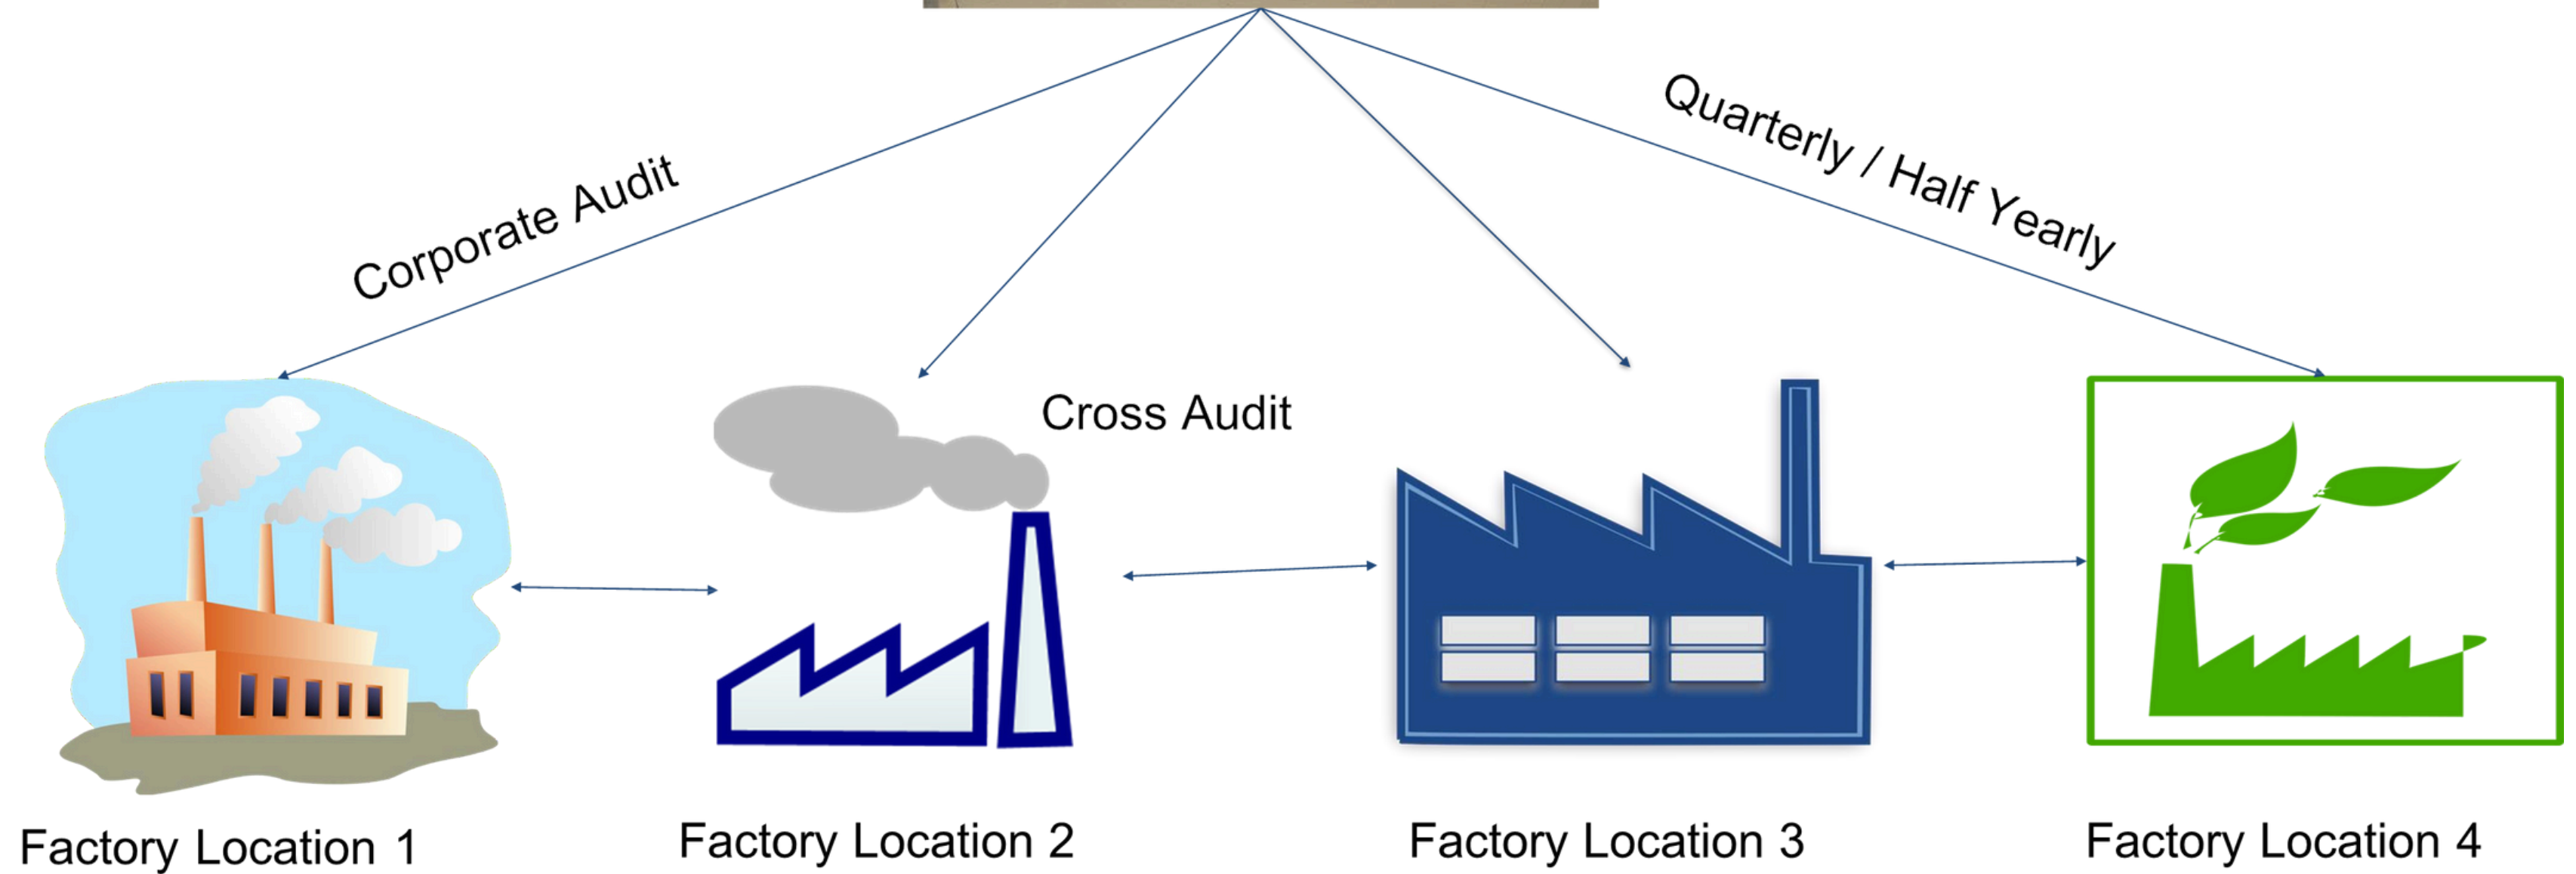 Corporate Audit
Quarterly / Half Yearly
Cross Audit
Factory Location 1
Factory Location 2
Factory Location 3
Factory Location 4